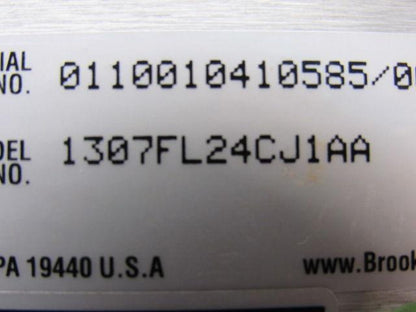 IAL NO. 0110010410585/0
DEL NO. 1307FL24CJ1AA
PA 19440 U.S.A www.Brook